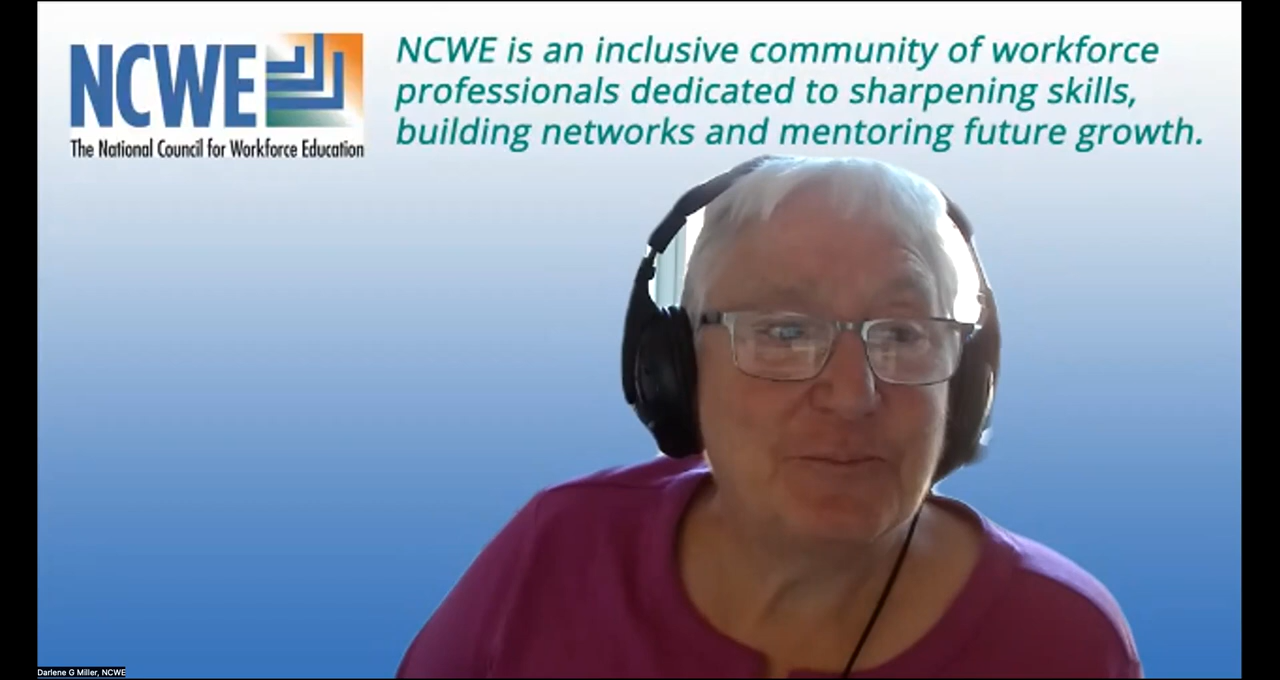 NCWE
The National Council for Workforce Education
NCWE is an inclusive community of workforce
professionals dedicated to sharpening skills,
building networks and mentoring future growth.
Darlene G Miller, NCWE